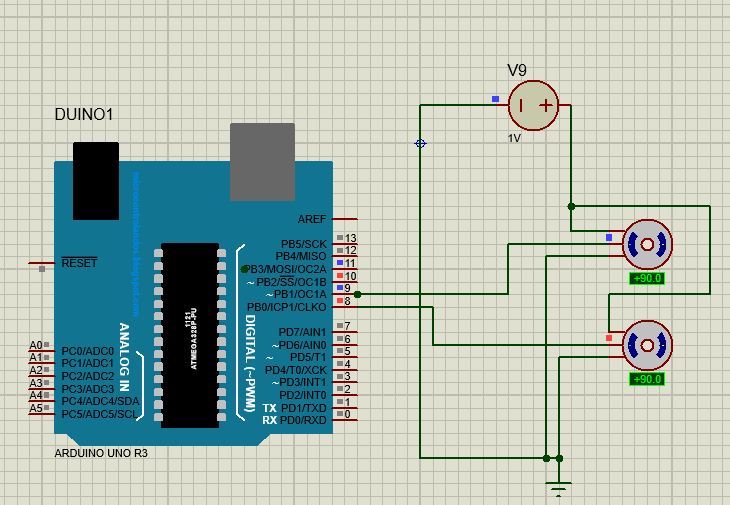 V9
1V
DUINO1
microcontrolandos.blogspot.com
AREF
RESET
PB5/SCK 13
PB4/MISO 12
PB3/MOSI/OC2A 11
~ PB2/SS/OC1B 10
~ PB1/OC1A 9
PB0/ICP1/CLKO 8
PD7/AIN1 7
~ PD6/AIN0 6
~ PD5/T1 5
PD4/T0/XCK 4
~ PD3/INT1 3
PD2/INT0 2
TX PD1/TXD 1
RX PD0/RXD 0
1121
ATMEGA328P-PU
DIGITAL (~PWM)
ANALOG IN
A0 PC0/ADC0
A1 PC1/ADC1
A2 PC2/ADC2
A3 PC3/ADC3
A4 PC4/ADC4/SDA
A5 PC5/ADC5/SCL
ARDUINO UNO R3
+90.0
+90.0